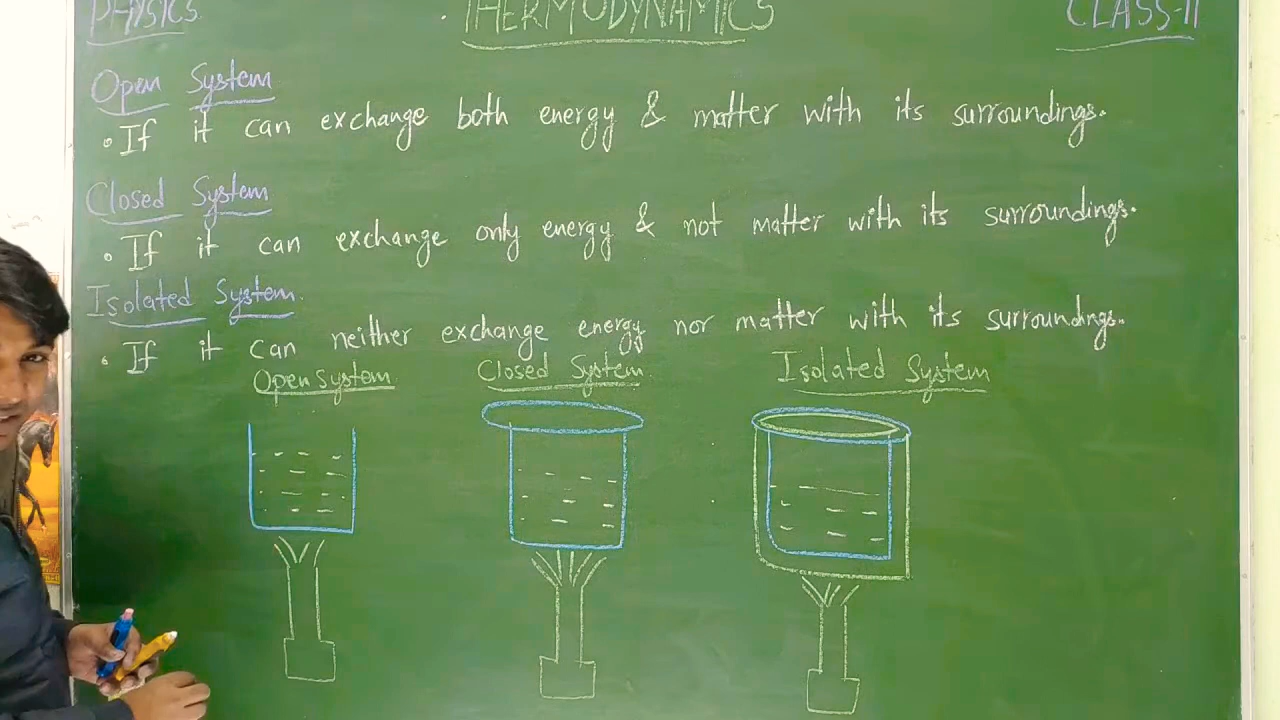 PHYSICS THERMODYNAMICS CLASS-11
Open System
• If it can exchange both energy & matter with its surroundings.
Closed System
• If it can exchange only energy & not matter with its surroundings.
Isolated System.
• If it can neither exchange energy nor matter with its surroundings.
Open System Closed System Isolated System